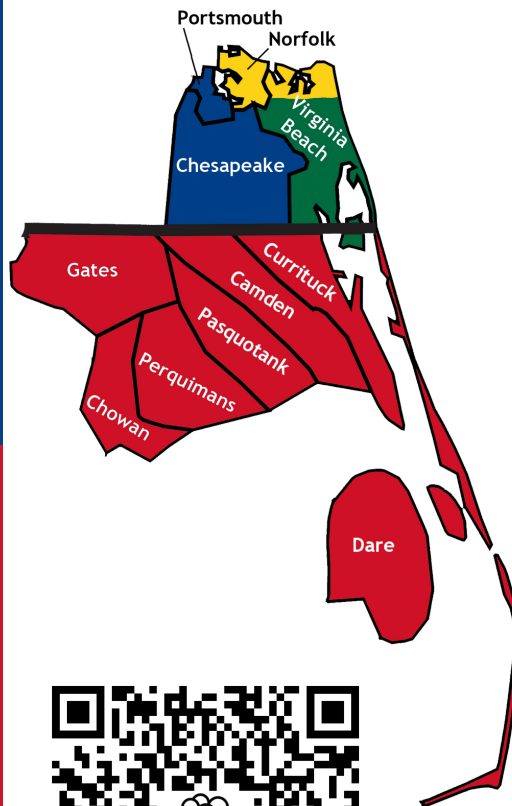 Portsmouth
Norfolk
Virginia
Beach
Chesapeake
Gates
Currituck
Camden
Pasquotank
Perquimans
Chowan
Dare